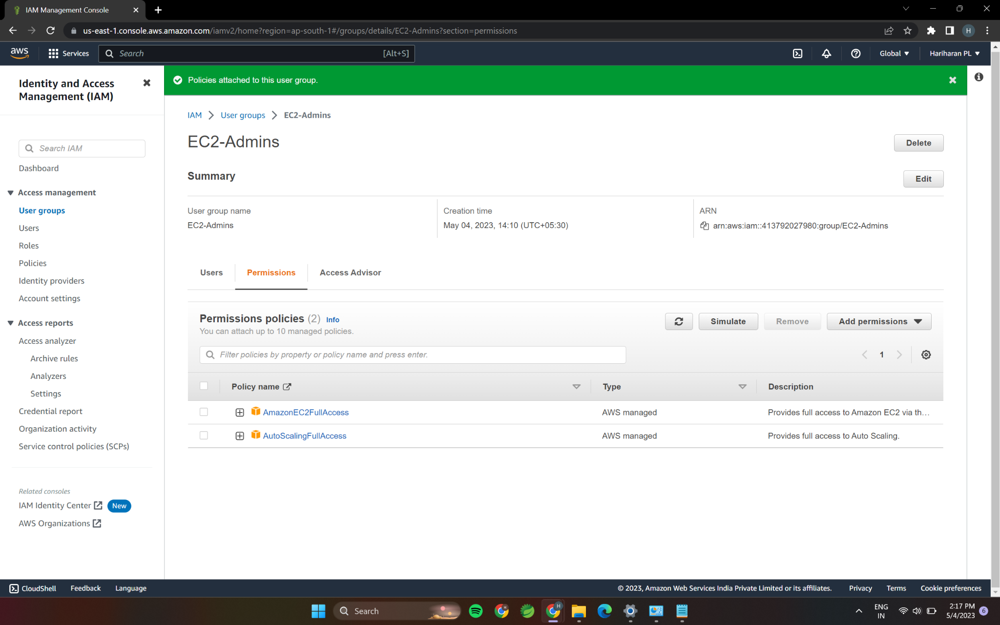 IAM Management Console
us-east-1.console.aws.amazon.com/iamv2/home?region=ap-south-1#/groups/details/EC2-Admins?section=permissions
H
aws
Services
Search
[Alt+S]
Global
Hariharan PL
Identity and Access Management (IAM)
Search IAM
Dashboard
Access management
User groups
Users
Roles
Policies
Identity providers
Account settings
Access reports
Access analyzer
Archive rules
Analyzers
Settings
Credential report
Organization activity
Service control policies (SCPs)
Related consoles
IAM Identity Center New
AWS Organizations
Policies attached to this user group.
IAM > User groups > EC2-Admins
EC2-Admins
Delete
Summary
Edit
User group name
EC2-Admins
Creation time
May 04, 2023, 14:10 (UTC+05:30)
ARN
arn:aws:iam::413792027980:group/EC2-Admins
Users
Permissions
Access Advisor
Permissions policies (2) Info
You can attach up to 10 managed policies.
Simulate
Remove
Add permissions
Filter policies by property or policy name and press enter.
1
Policy name
Type
Description
AmazonEC2FullAccess
AWS managed
Provides full access to Amazon EC2 via th...
AutoScalingFullAccess
AWS managed
Provides full access to Auto Scaling.
CloudShell
Feedback
Language
© 2023, Amazon Web Services India Private Limited or its affiliates.
Privacy
Terms
Cookie preferences
Search
H
H
ENG
IN
2:17 PM
5/4/2023
6